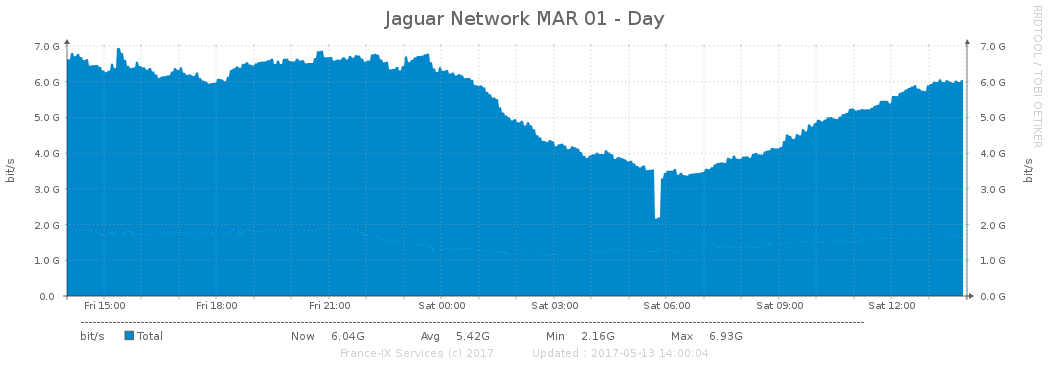 Jaguar Network MAR 01 - Day
RRDTOOL / TOBI OETIKER
7.0 G 7.0 G
6.0 G 6.0 G
5.0 G 5.0 G
4.0 G 4.0 G
bit/s bit/s
3.0 G 3.0 G
2.0 G 2.0 G
1.0 G 1.0 G
0.0 0.0 G
Fri 15:00 Fri 18:00 Fri 21:00 Sat 00:00 Sat 03:00 Sat 06:00 Sat 09:00 Sat 12:00
bit/s Total Now 6.04G Avg 5.42G Min 2.16G Max 6.93G
France-IX Services (c) 2017 Updated : 2017-05-13 14:00:04